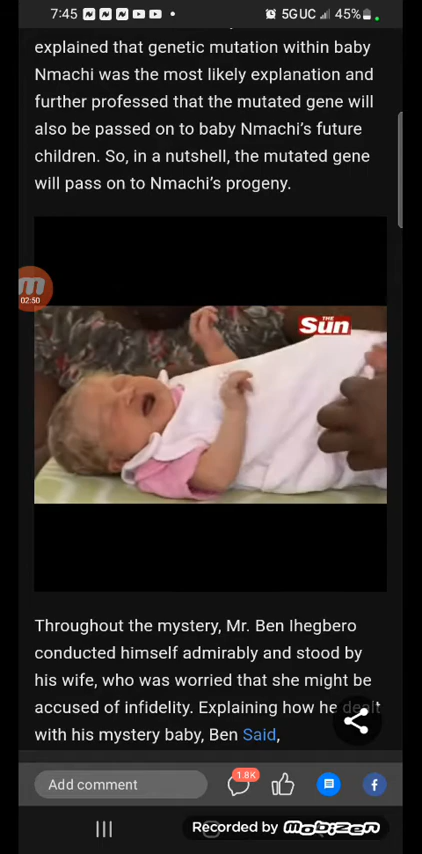 7:45
5GUC
45%
explained that genetic mutation within baby
Nmachi was the most likely explanation and
further professed that the mutated gene will
also be passed on to baby Nmachi's future
children. So, in a nutshell, the mutated gene
will pass on to Nmachi's progeny.
02:50
THE
Sun
Throughout the mystery, Mr. Ben Ihegbero
conducted himself admirably and stood by
his wife, who was worried that she might be
accused of infidelity. Explaining how he dealt
with his mystery baby, Ben Said,
Add comment
1.8K
Recorded by mobizen